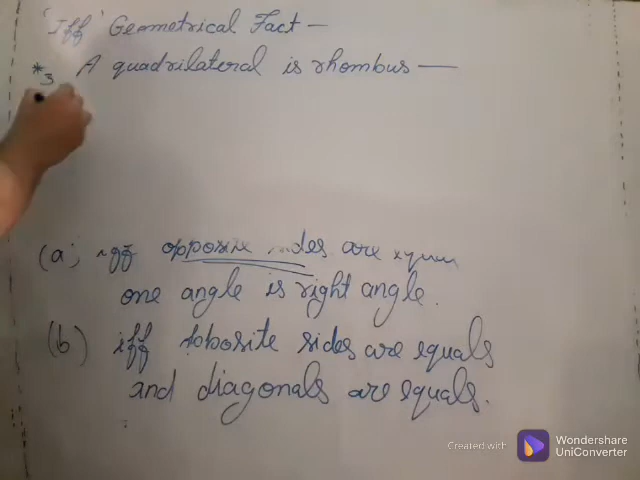 'Iff' Geometrical Fact —
*3 A quadrilateral is rhombus —
(a) iff opposite sides are equal
one angle is right angle.
(b) iff opposite sides are equals
and diagonals are equals.
Created with Wondershare UniConverter